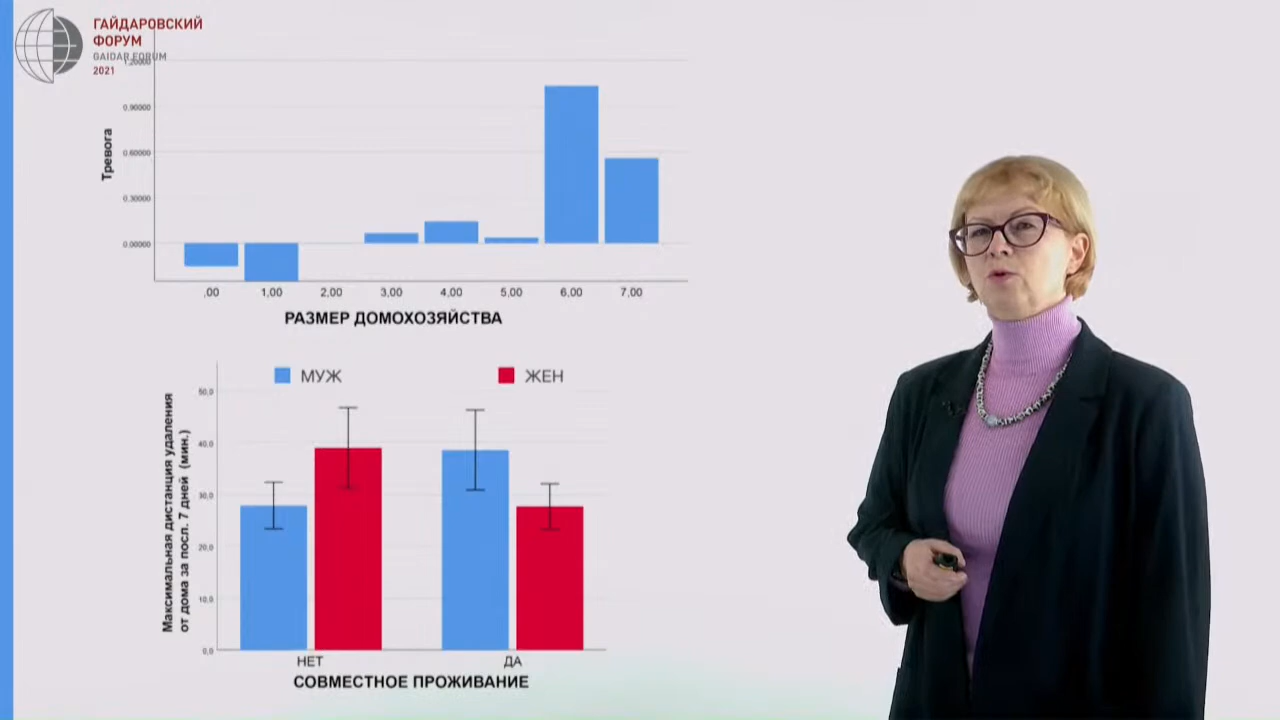 ГАЙДАРОВСКИЙ
ФОРУМ
GAIDAR FORUM
2021
1,20000
0,90000
0,60000
0,30000
0,00000
Тревога
,00 1,00 2,00 3,00 4,00 5,00 6,00 7,00
РАЗМЕР ДОМОХОЗЯЙСТВА
МУЖ ЖЕН
Максимальная дистанция удаления
от дома за посл. 7 дней (мин.)
50,0
40,0
30,0
20,0
10,0
0,0
НЕТ ДА
СОВМЕСТНОЕ ПРОЖИВАНИЕ